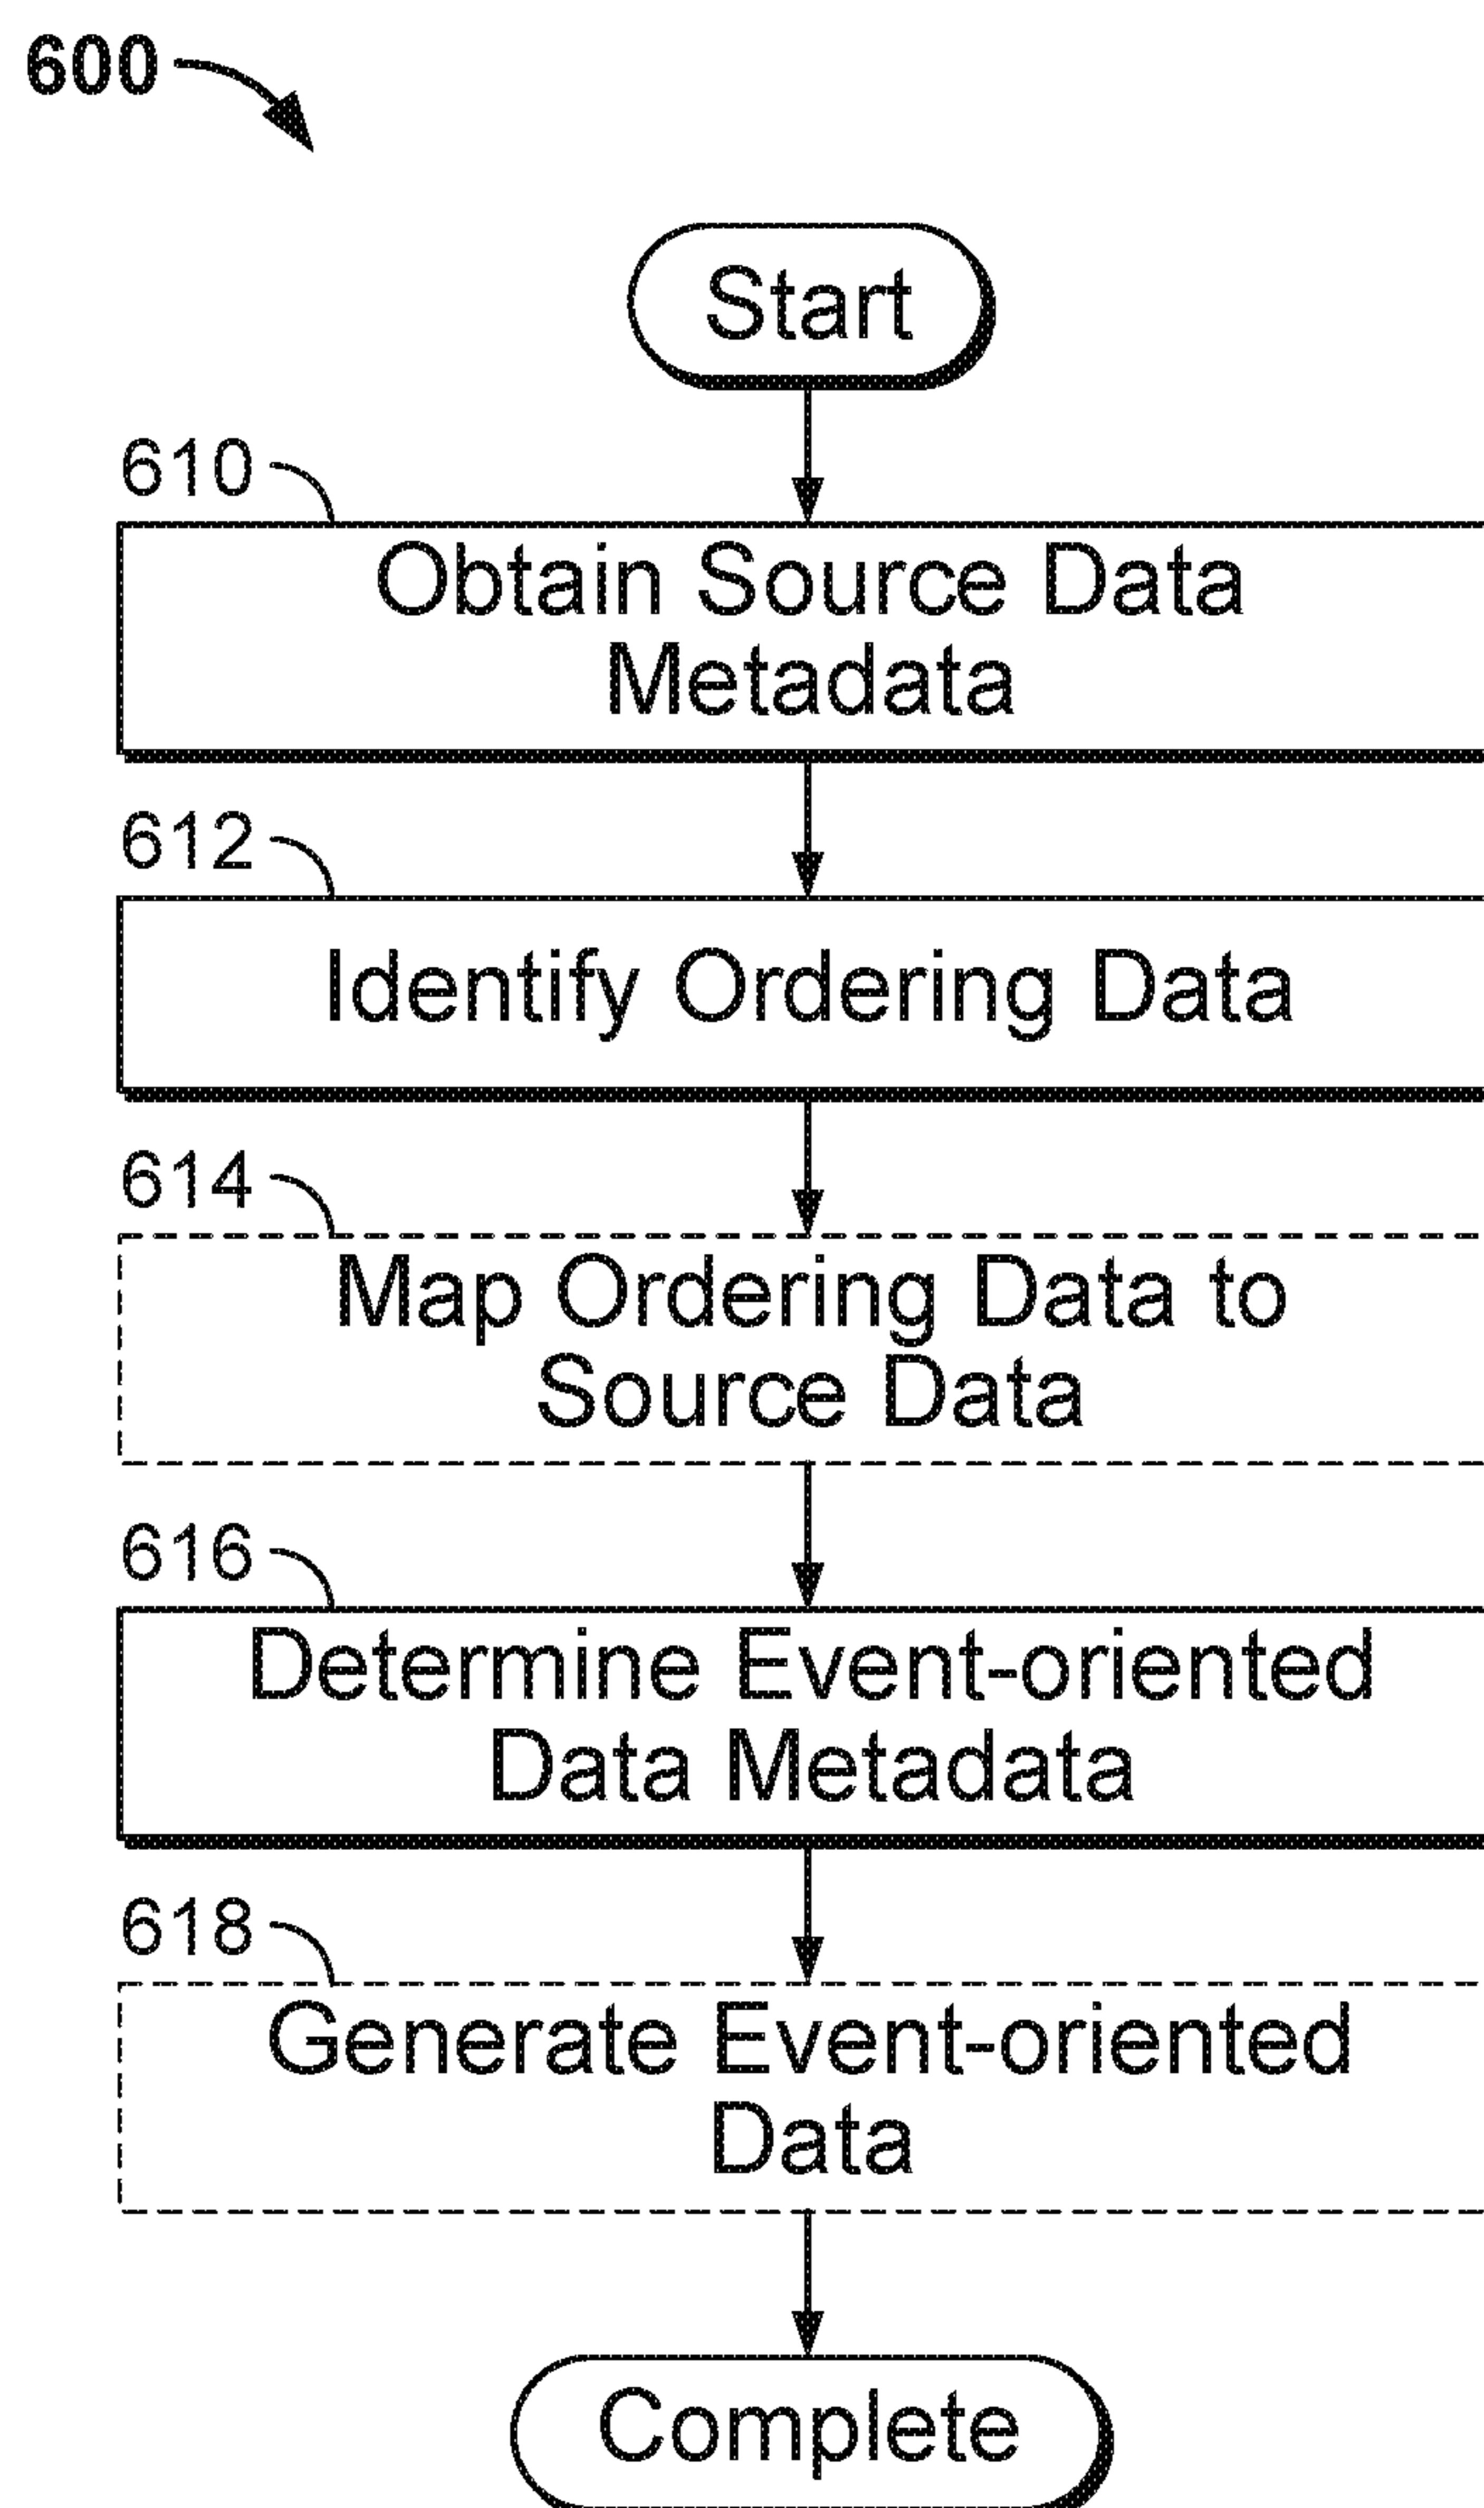 600
Start
610
Obtain Source Data
Metadata
612
Identify Ordering Data
614
Map Ordering Data to
Source Data
616
Determine Event-oriented
Data Metadata
618
Generate Event-oriented
Data
Complete